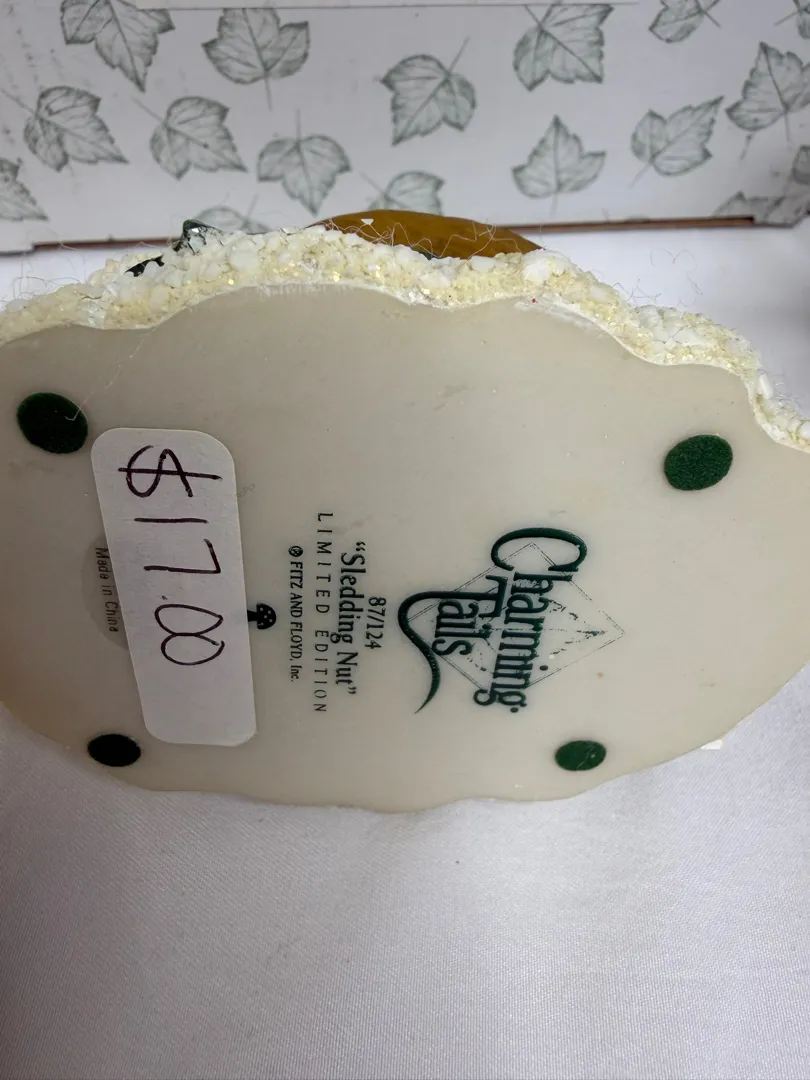 Charming
Tails
87/124
"Sledding Nut"
LIMITED EDITION
© FITZ AND FLOYD, Inc.
$17.00
Made in China